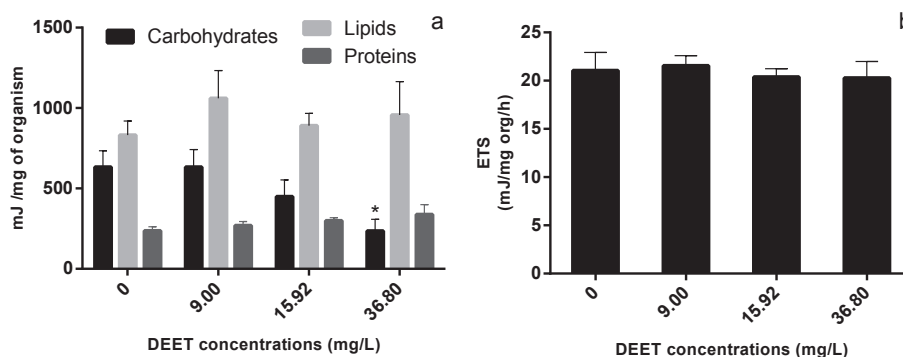 a
Carbohydrates
Lipids
Proteins
mJ /mg of organism
1000
500
0
*
0
9.00
15.92
36.80
DEET concentrations (mg/L)
b
ETS
(mJ/mg org/h)
25
20
15
10
5
0
0
9.00
15.92
36.80
DEET concentrations (mg/L)